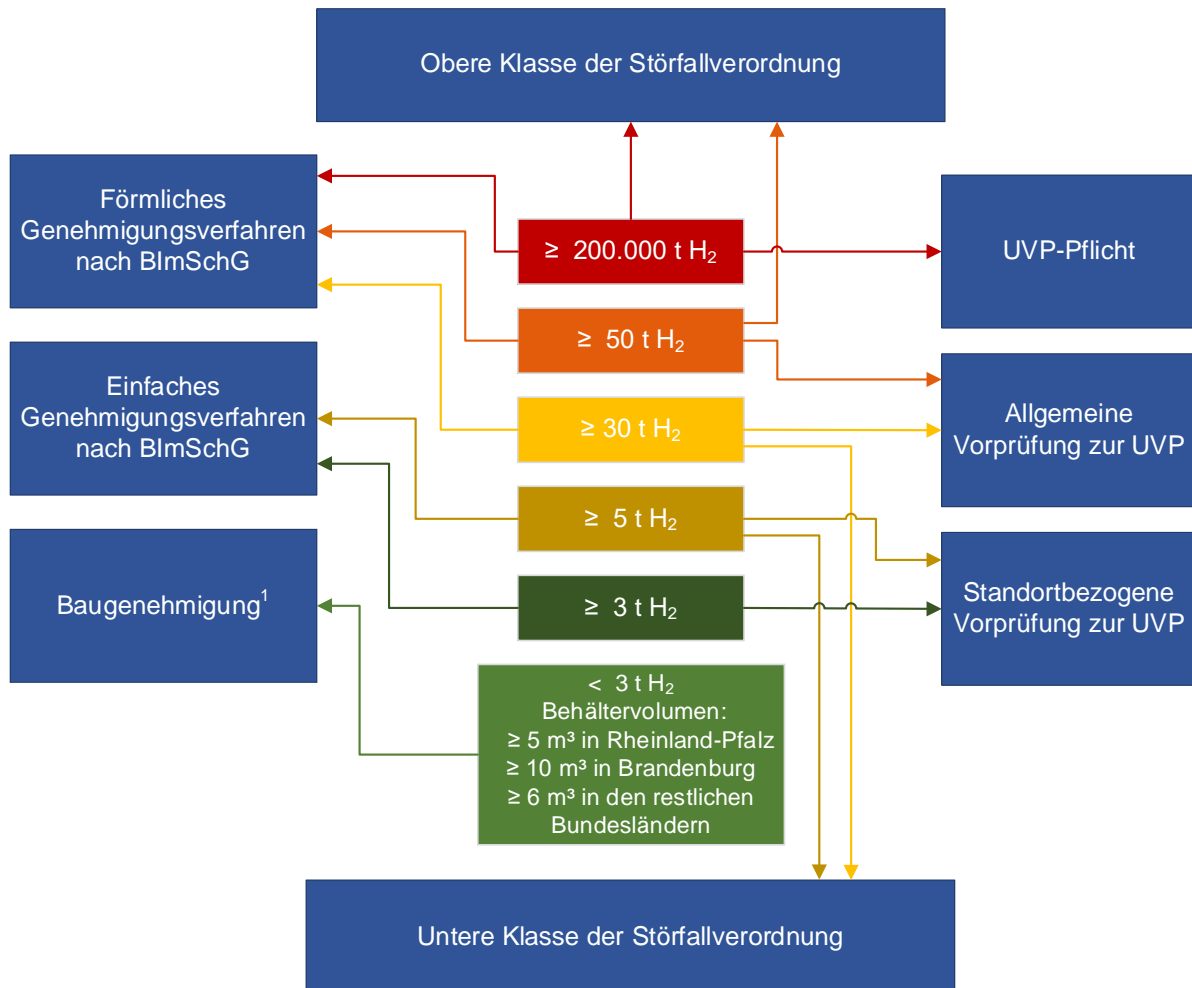 Obere Klasse der Störfallverordnung
Förmliches
Genehmigungsverfahren
nach BImSchG
≥ 200.000 t H₂
UVP-Pflicht
≥ 50 t H₂
Einfaches
Genehmigungsverfahren
nach BImSchG
≥ 30 t H₂
Allgemeine
Vorprüfung zur UVP
≥ 5 t H₂
Baugenehmigung¹
≥ 3 t H₂
Standortbezogene
Vorprüfung zur UVP
< 3 t H₂
Behältervolumen:
≥ 5 m³ in Rheinland-Pfalz
≥ 10 m³ in Brandenburg
≥ 6 m³ in den restlichen
Bundesländern
Untere Klasse der Störfallverordnung